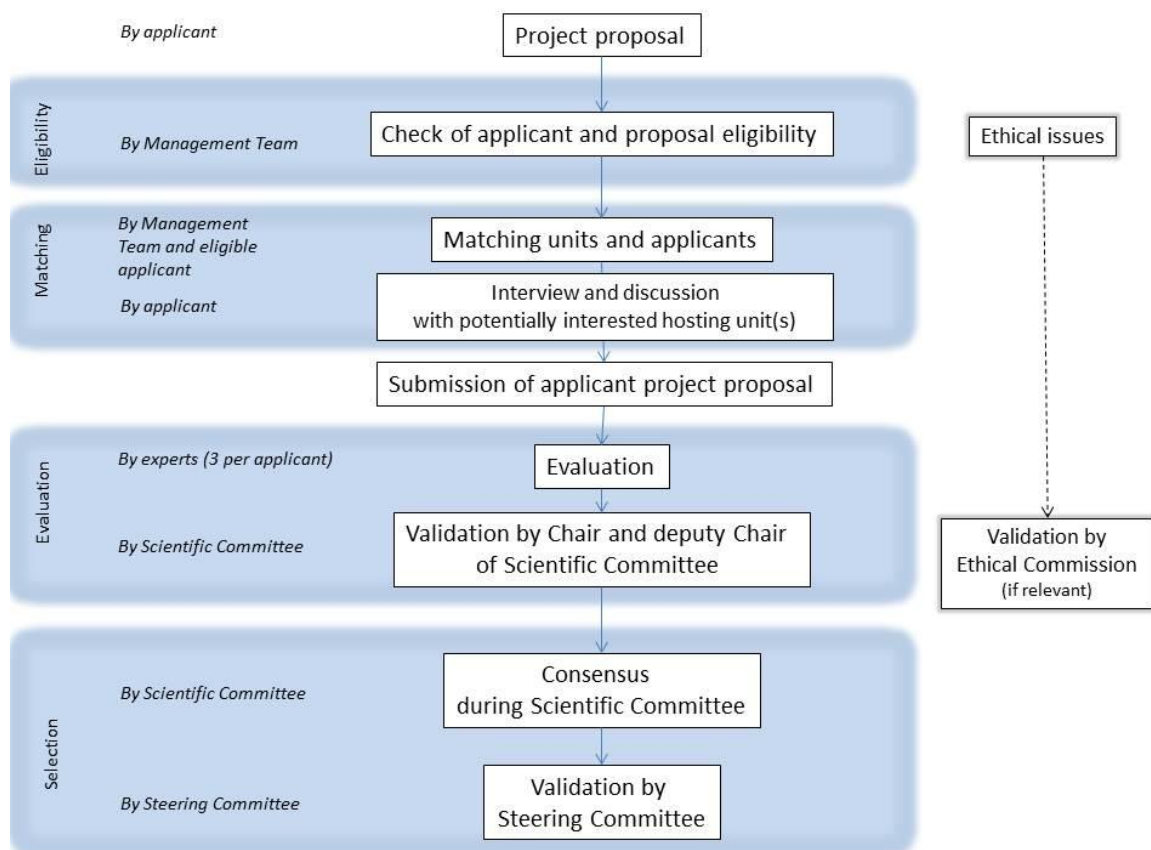 By applicant
Project proposal
Eligibility
By Management Team
Check of applicant and proposal eligibility
Ethical issues
Matching
By Management
Team and eligible
applicant
Matching units and applicants
By applicant
Interview and discussion
with potentially interested hosting unit(s)
Submission of applicant project proposal
Evaluation
By experts (3 per applicant)
Evaluation
By Scientific Committee
Validation by Chair and deputy Chair
of Scientific Committee
Validation by
Ethical Commission
(if relevant)
Selection
By Scientific Committee
Consensus
during Scientific Committee
By Steering Committee
Validation by
Steering Committee